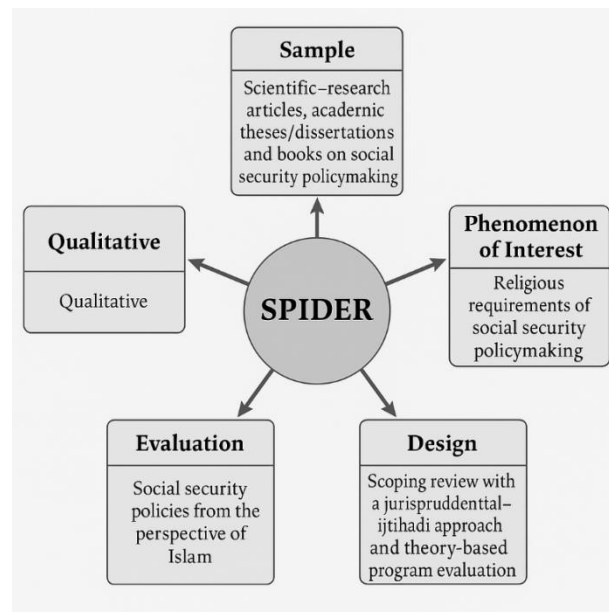 Sample
Scientific–research
articles, acadernic
theses/dissertations
and books on social
security policymaking
Qualitative
Qualitative
SPIDER
Phenomenon
of Interest
Religious
requirements of
social security
policymaking
Evaluation
Social security
policies from the
perspective of
Islam
Design
Scoping review with
a jurispruddenttal–
ijtihadi approach
and theory-based
program evaluation